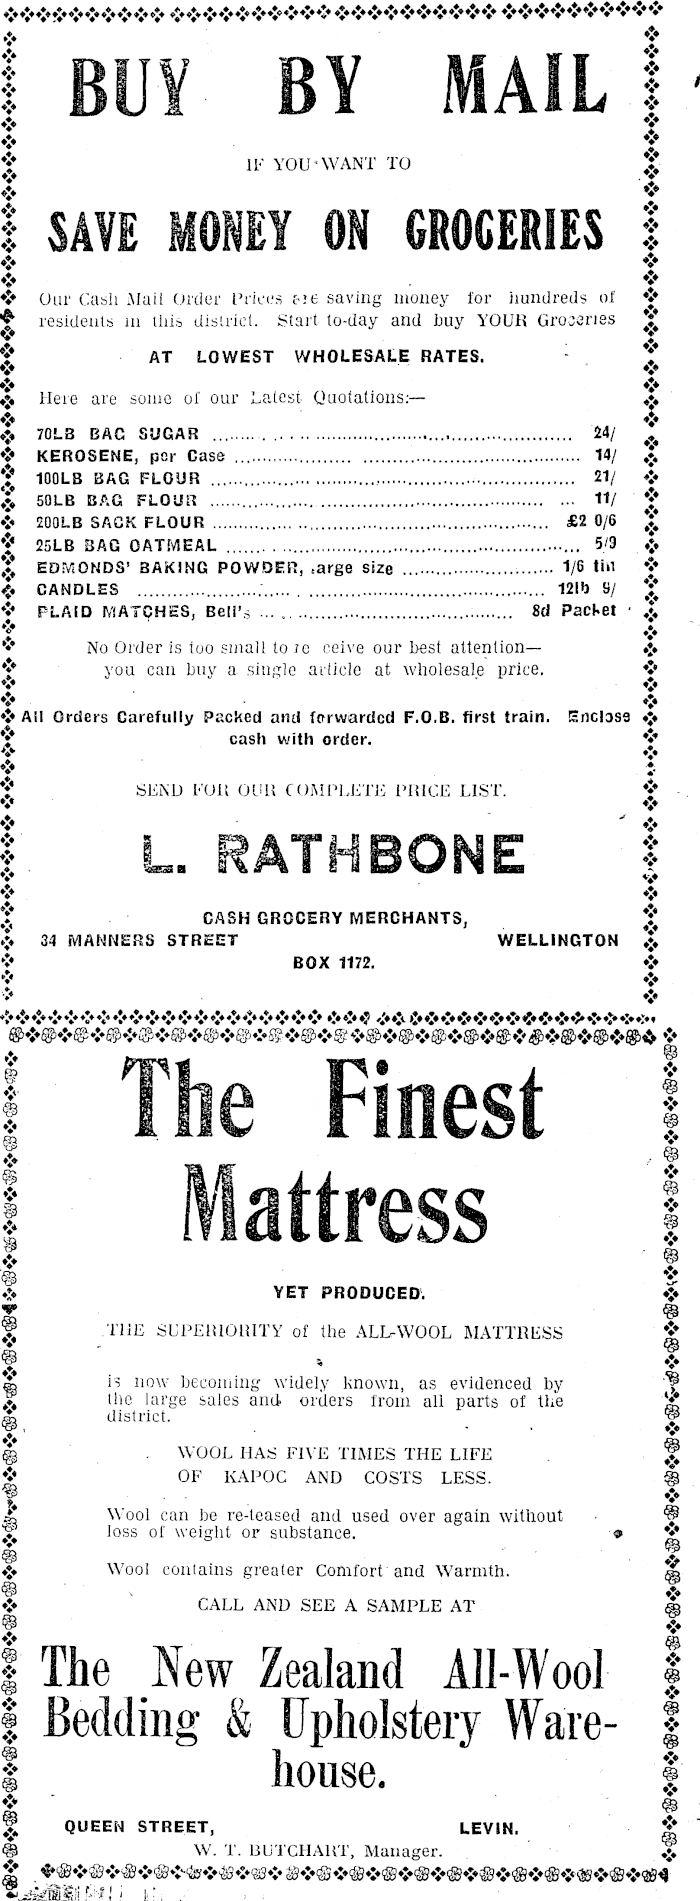 BUY BY MAIL
IF YOU WANT TO
SAVE MONEY ON GROCERIES
Our Cash Mail Order Prices are saving money for hundreds of
residents in this district. Start to-day and buy YOUR Groceries
AT LOWEST WHOLESALE RATES.
Here are some of our Latest Quotations:—
70LB BAG SUGAR ........ 24/
KEROSENE, per Case ........ 14/
100LB BAG FLOUR ........ 21/
50LB BAG FLOUR ........ 11/
200LB SACK FLOUR ........ £2 0/6
25LB BAG OATMEAL ........ 5/9
EDMONDS' BAKING POWDER, large size ........ 1/6 tin
CANDLES ........ 12lb 9/
PLAID MATCHES, Bell's ........ 8d Packet
No Order is too small to re ceive our best attention—
you can buy a single article at wholesale price.
All Orders Carefully Packed and forwarded F.O.B. first train. Enclose
cash with order.
SEND FOR OUR COMPLETE PRICE LIST.
L. RATHBONE
CASH GROCERY MERCHANTS,
34 MANNERS STREET WELLINGTON
BOX 1172.
The Finest
Mattress
YET PRODUCED.
THE SUPERIORITY of the ALL-WOOL MATTRESS
is now becoming widely known, as evidenced by
the large sales and orders from all parts of the
district.
WOOL HAS FIVE TIMES THE LIFE
OF KAPOC AND COSTS LESS.
Wool can be re-teased and used over again without
loss of weight or substance.
Wool contains greater Comfort and Warmth.
CALL AND SEE A SAMPLE AT
The New Zealand All-Wool
Bedding & Upholstery Ware-
house.
QUEEN STREET, LEVIN.
W. T. BUTCHART, Manager.